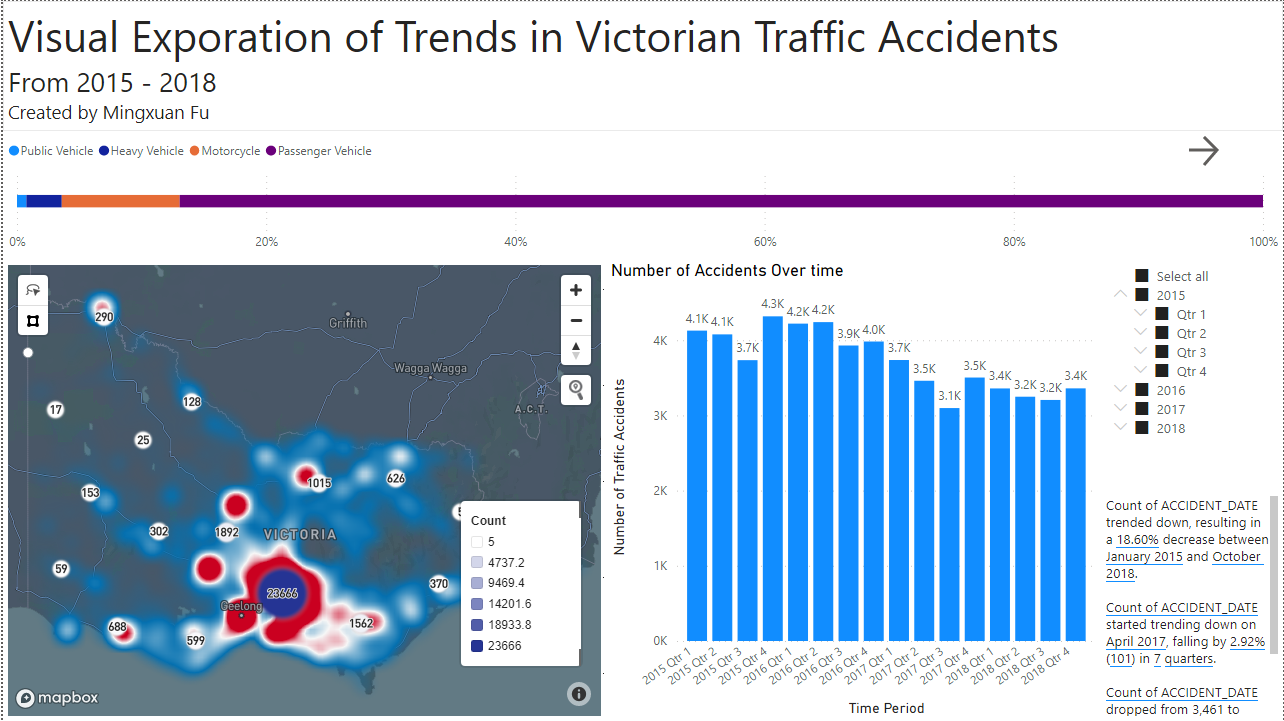 Visual Exporation of Trends in Victorian Traffic Accidents
From 2015 - 2018
Created by Mingxuan Fu
Public Vehicle Heavy Vehicle Motorcycle Passenger Vehicle
0% 20% 40% 60% 80% 100%
290
Griffith
Wagga Wagga
A.C.T.
128
17
25
1015
626
153
302
1892
VICTORIA
5
59
23666
370
Geelong
688
599
1562
mapbox
Count
5
4737.2
9469.4
14201.6
18933.8
23666
Number of Accidents Over time
Number of Traffic Accidents
4K
3K
2K
1K
0K
4.1K 4.1K 3.7K 4.3K 4.2K 4.2K 3.9K 4.0K 3.7K 3.5K 3.1K 3.5K 3.4K 3.2K 3.2K 3.4K
2015 Qtr 1 2015 Qtr 2 2015 Qtr 3 2015 Qtr 4 2016 Qtr 1 2016 Qtr 2 2016 Qtr 3 2016 Qtr 4 2017 Qtr 1 2017 Qtr 2 2017 Qtr 3 2017 Qtr 4 2018 Qtr 1 2018 Qtr 2 2018 Qtr 3 2018 Qtr 4
Time Period
Select all
2015
Qtr 1
Qtr 2
Qtr 3
Qtr 4
2016
2017
2018
Count of ACCIDENT_DATE
trended down, resulting in
a 18.60% decrease between
January 2015 and October
2018.
Count of ACCIDENT_DATE
started trending down on
April 2017, falling by 2.92%
(101) in 7 quarters.
Count of ACCIDENT_DATE
dropped from 3,461 to